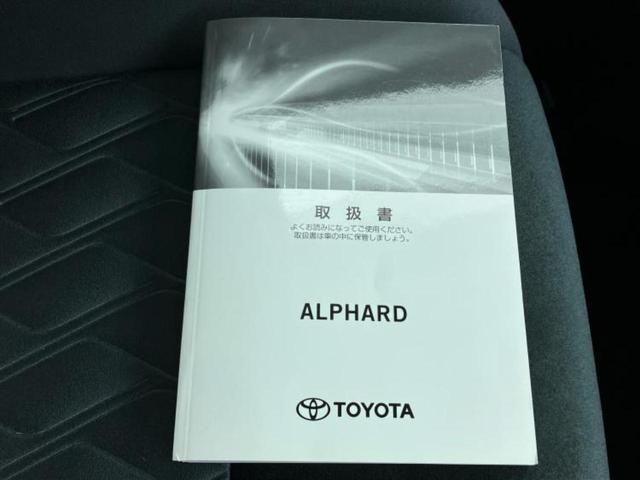 取扱書
よくお読みになってご使用ください。
取扱書は車の中に保管しましょう。
ALPHARD
TOYOTA